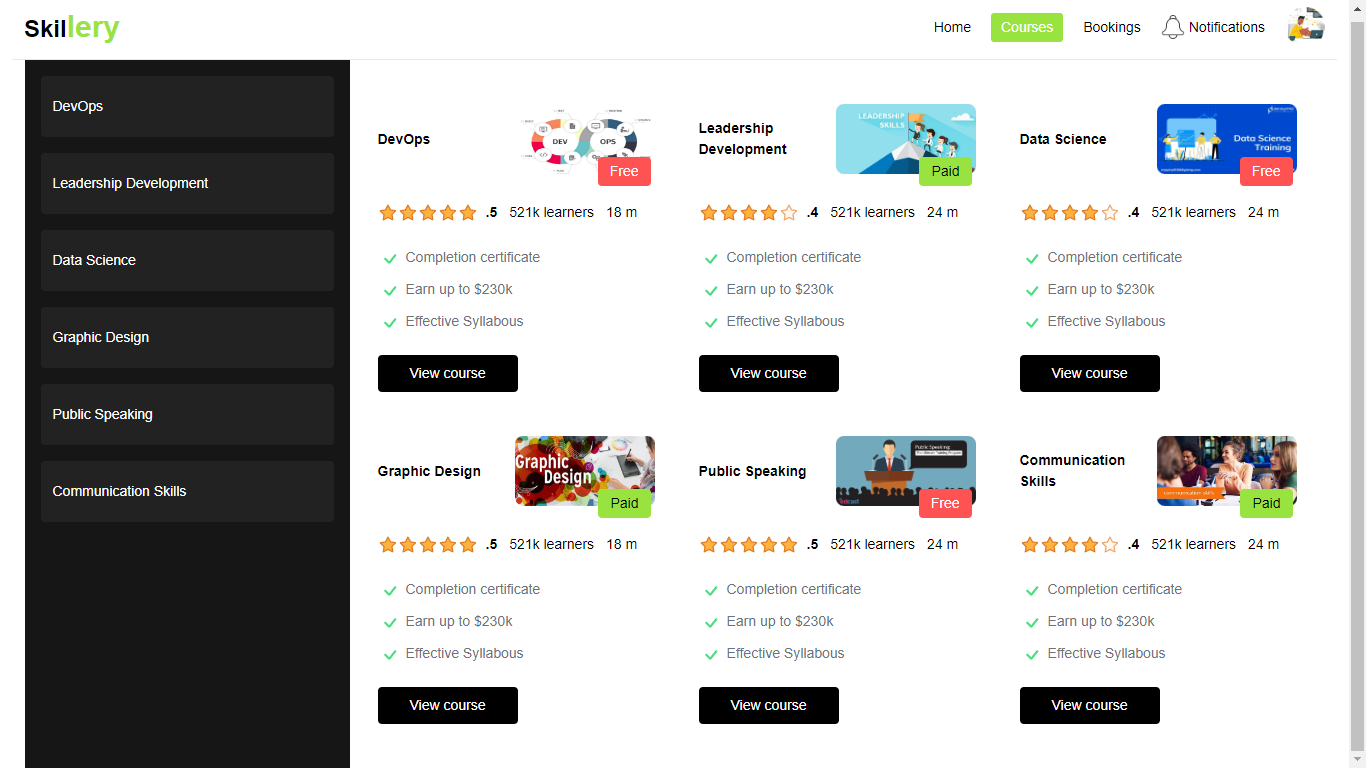 Skillery
Home
Courses
Bookings
Notifications
DevOps
Leadership Development
Data Science
Graphic Design
Public Speaking
Communication Skills
DevOps
DEV
OPS
Free
.5 521k learners 18 m
Completion certificate
Earn up to $230k
Effective Syllabous
View course
Leadership
Development
LEADERSHIP
SKILLS
Paid
.4 521k learners 24 m
Completion certificate
Earn up to $230k
Effective Syllabous
View course
Data Science
Data Science
Training
Free
.4 521k learners 24 m
Completion certificate
Earn up to $230k
Effective Syllabous
View course
Graphic Design
Graphic
Design
Paid
.5 521k learners 18 m
Completion certificate
Earn up to $230k
Effective Syllabous
View course
Public Speaking
Public Speaking:
Free
.5 521k learners 24 m
Completion certificate
Earn up to $230k
Effective Syllabous
View course
Communication
Skills
Communication Skills
Paid
.4 521k learners 24 m
Completion certificate
Earn up to $230k
Effective Syllabous
View course